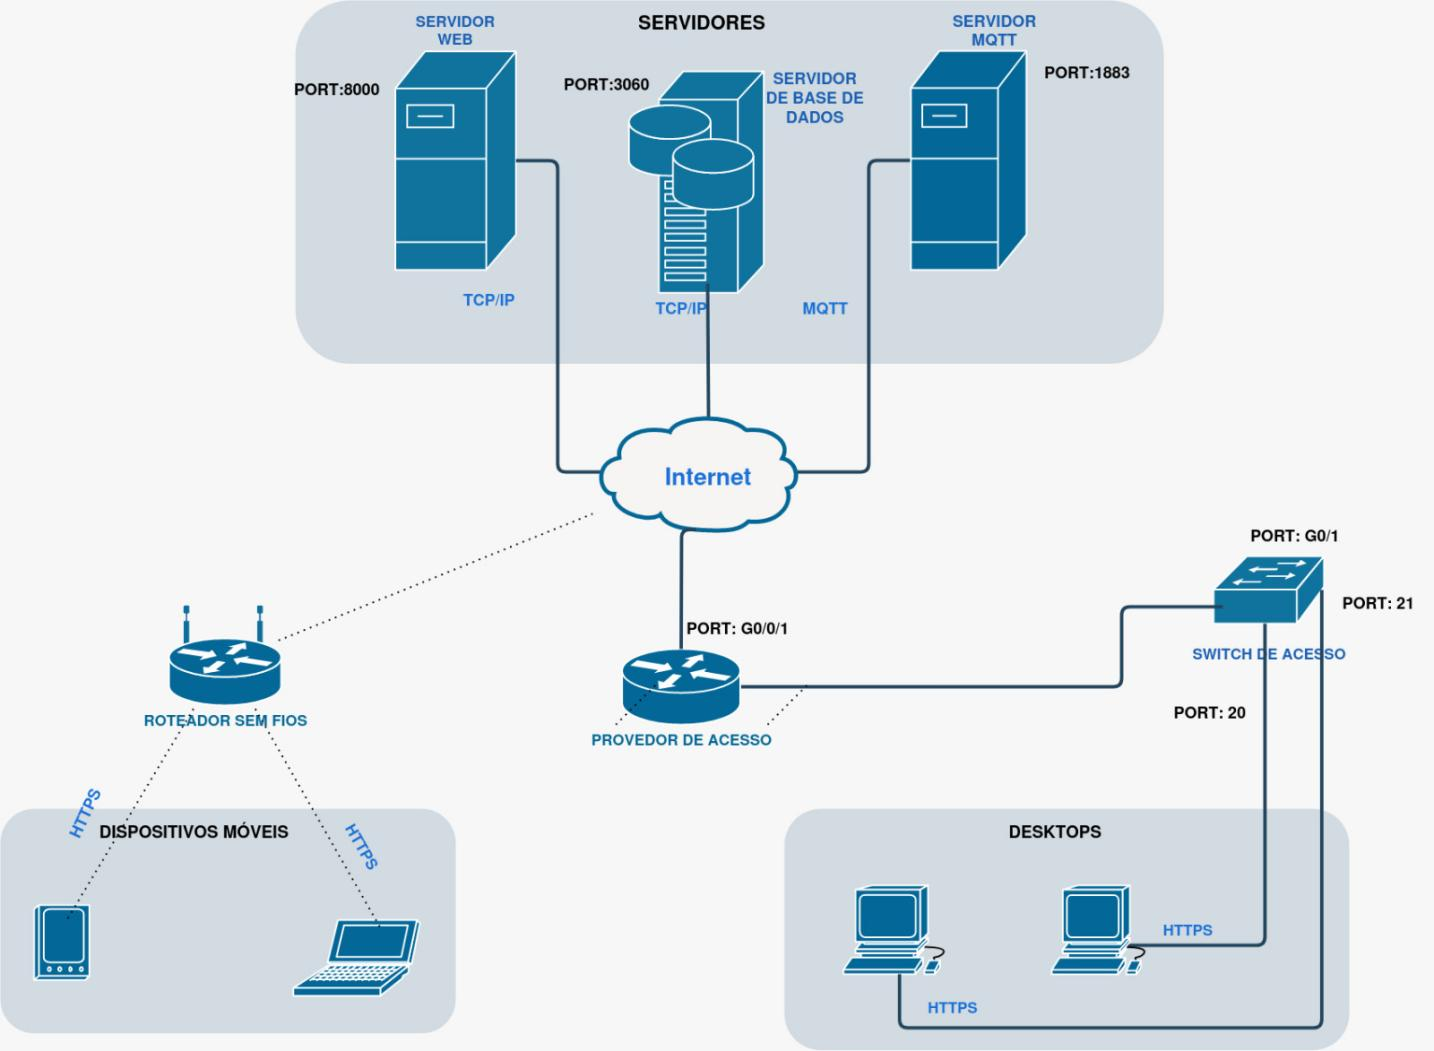 SERVIDORES
SERVIDOR
WEB
PORT:8000
PORT:3060
SERVIDOR
DE BASE DE
DADOS
SERVIDOR
MQTT
PORT:1883
TCP/IP
TCP/IP
MQTT
Internet
PORT: G0/1
PORT: 21
SWITCH DE ACESSO
PORT: G0/0/1
PORT: 20
ROTEADOR SEM FIOS
PROVEDOR DE ACESSO
HTTPS
HTTPS
DISPOSITIVOS MÓVEIS
DESKTOPS
HTTPS
HTTPS